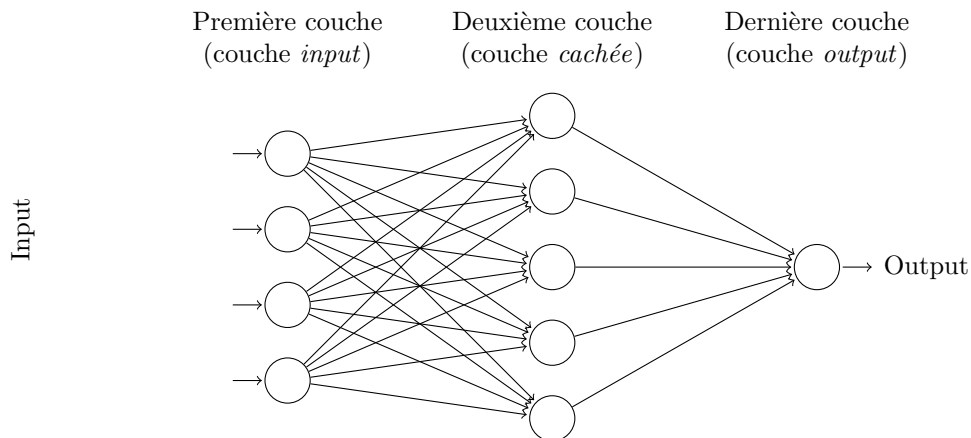 Première couche
(couche input)
Deuxième couche
(couche cachée)
Dernière couche
(couche output)
Input
Output